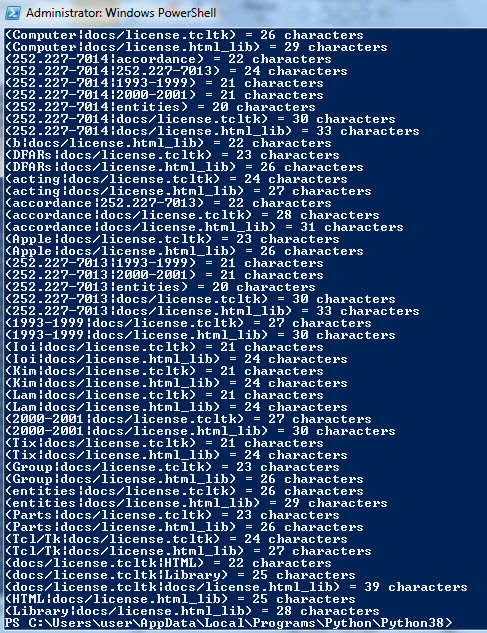 Administrator: Windows PowerShell
(Computer¦docs/license.tcltk) = 26 characters
(Computer¦docs/license.html_lib) = 29 characters
(252.227-7014¦accordance) = 22 characters
(252.227-7014¦252.227-7013) = 24 characters
(252.227-7014¦1993-1999) = 21 characters
(252.227-7014¦2000-2001) = 21 characters
(252.227-7014¦entities) = 20 characters
(252.227-7014¦docs/license.tcltk) = 30 characters
(252.227-7014¦docs/license.html_lib) = 33 characters
(b¦docs/license.html_lib) = 22 characters
(DFARs¦docs/license.tcltk) = 23 characters
(DFARs¦docs/license.html_lib) = 26 characters
(acting¦docs/license.tcltk) = 24 characters
(acting¦docs/license.html_lib) = 27 characters
(accordance¦252.227-7013) = 22 characters
(accordance¦docs/license.tcltk) = 28 characters
(accordance¦docs/license.html_lib) = 31 characters
(Apple¦docs/license.tcltk) = 23 characters
(Apple¦docs/license.html_lib) = 26 characters
(252.227-7013¦1993-1999) = 21 characters
(252.227-7013¦2000-2001) = 21 characters
(252.227-7013¦entities) = 20 characters
(252.227-7013¦docs/license.tcltk) = 30 characters
(252.227-7013¦docs/license.html_lib) = 33 characters
(1993-1999¦docs/license.tcltk) = 27 characters
(1993-1999¦docs/license.html_lib) = 30 characters
(Ioi¦docs/license.tcltk) = 21 characters
(Ioi¦docs/license.html_lib) = 24 characters
(Kim¦docs/license.tcltk) = 21 characters
(Kim¦docs/license.html_lib) = 24 characters
(Lam¦docs/license.tcltk) = 21 characters
(Lam¦docs/license.html_lib) = 24 characters
(2000-2001¦docs/license.tcltk) = 27 characters
(2000-2001¦docs/license.html_lib) = 30 characters
(Tix¦docs/license.tcltk) = 21 characters
(Tix¦docs/license.html_lib) = 24 characters
(Group¦docs/license.tcltk) = 23 characters
(Group¦docs/license.html_lib) = 26 characters
(entities¦docs/license.tcltk) = 26 characters
(entities¦docs/license.html_lib) = 29 characters
(Parts¦docs/license.tcltk) = 23 characters
(Parts¦docs/license.html_lib) = 26 characters
(Tcl/Tk¦docs/license.tcltk) = 24 characters
(Tcl/Tk¦docs/license.html_lib) = 27 characters
(docs/license.tcltk¦HTML) = 22 characters
(docs/license.tcltk¦Library) = 25 characters
(docs/license.tcltk¦docs/license.html_lib) = 39 characters
(HTML¦docs/license.html_lib) = 25 characters
(Library¦docs/license.html_lib) = 28 characters
PS C:\Users\user\AppData\Local\Programs\Python\Python38>